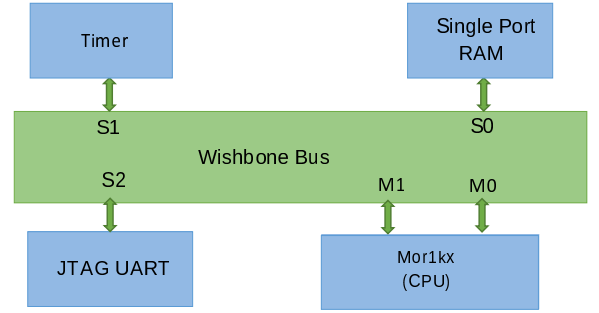 Timer
Single Port
RAM
S1
S0
Wishbone Bus
S2
M1
M0
JTAG UART
Mor1kx
(CPU)